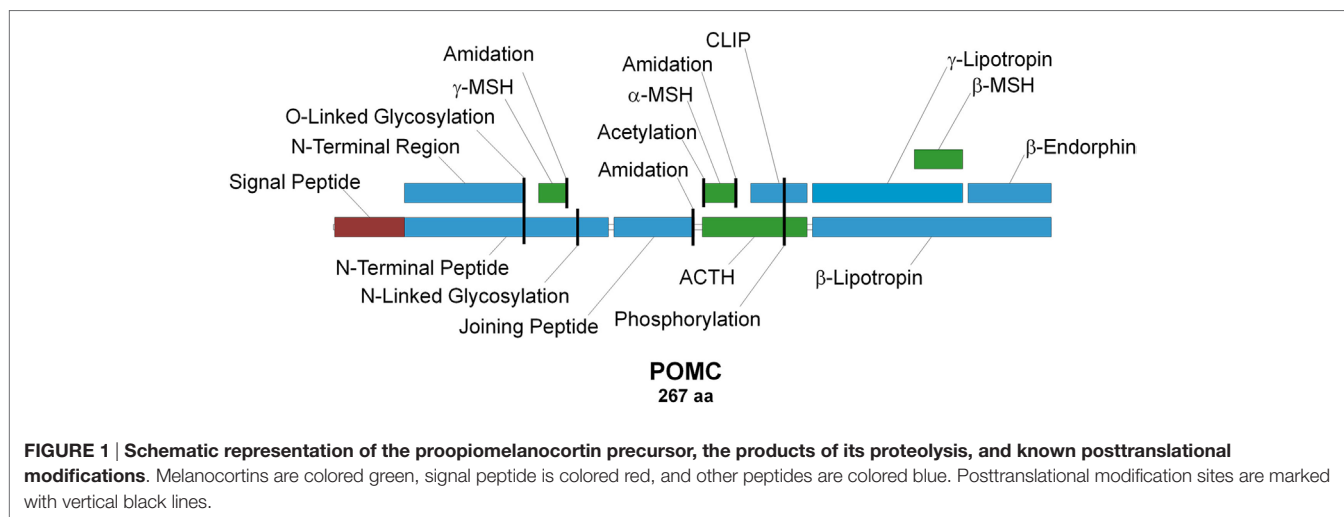 CLIP
Amidation
Amidation
γ-Lipotropin
γ-MSH
α-MSH
β-MSH
O-Linked Glycosylation
Acetylation
N-Terminal Region
β-Endorphin
Amidation
Signal Peptide
N-Terminal Peptide
ACTH
β-Lipotropin
N-Linked Glycosylation
Joining Peptide
Phosphorylation
POMC
267 aa
FIGURE 1 | Schematic representation of the proopiomelanocortin precursor, the products of its proteolysis, and known posttranslational
modifications. Melanocortins are colored green, signal peptide is colored red, and other peptides are colored blue. Posttranslational modification sites are marked
with vertical black lines.